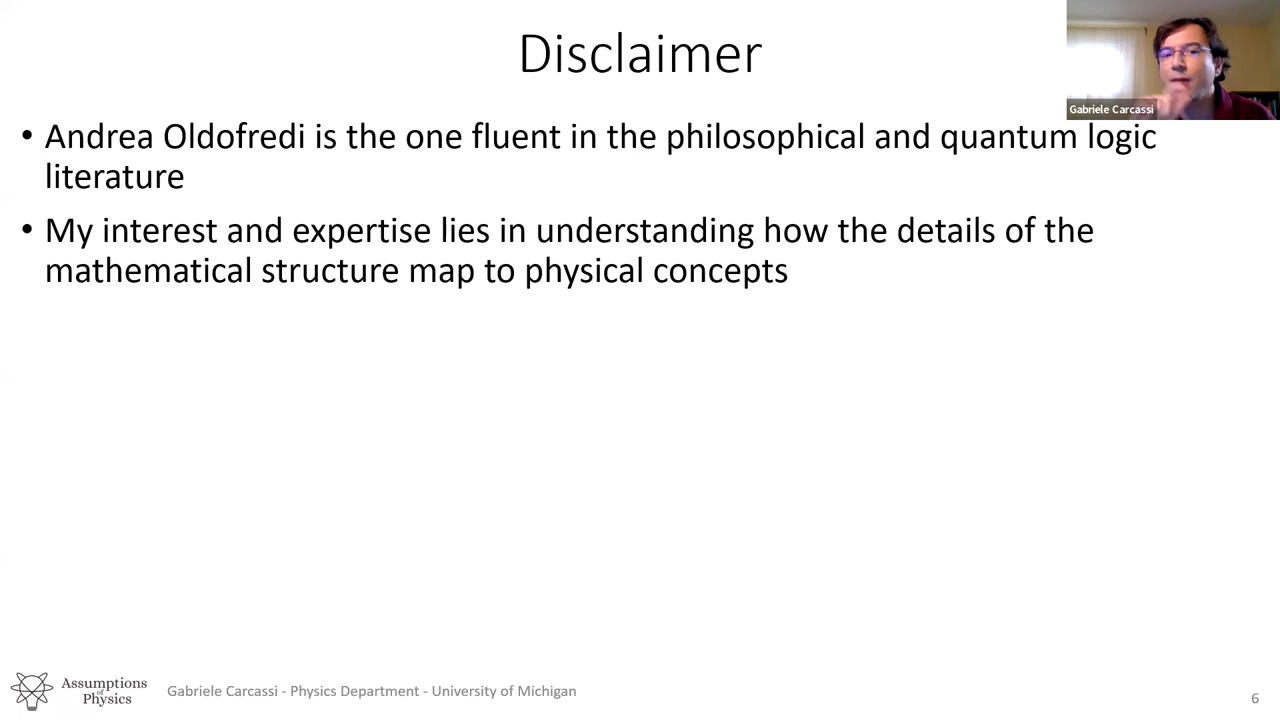 Disclaimer
Gabriele Carcassi
• Andrea Oldofredi is the one fluent in the philosophical and quantum logic
literature
• My interest and expertise lies in understanding how the details of the
mathematical structure map to physical concepts
Assumptions
of
Physics
Gabriele Carcassi - Physics Department - University of Michigan
6